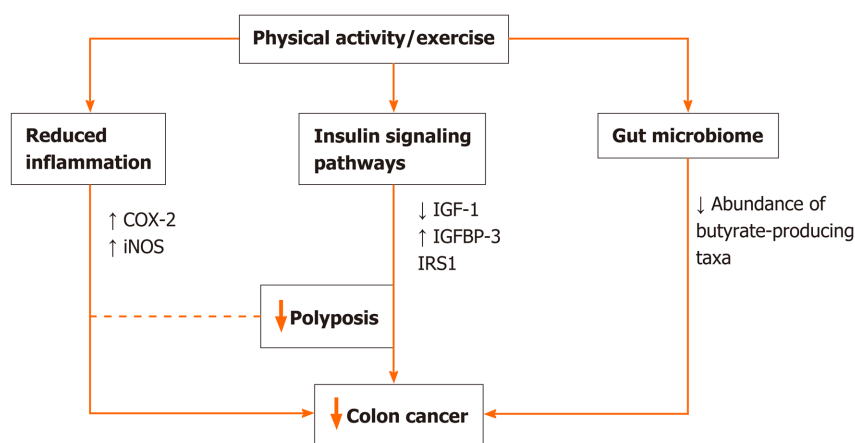 Physical activity/exercise
Reduced
inflammation
Insulin signaling
pathways
Gut microbiome
↑ COX-2
↑ iNOS
↓ IGF-1
↑ IGFBP-3
IRS1
↓ Abundance of
butyrate-producing
taxa
↓ Polyposis
↓ Colon cancer